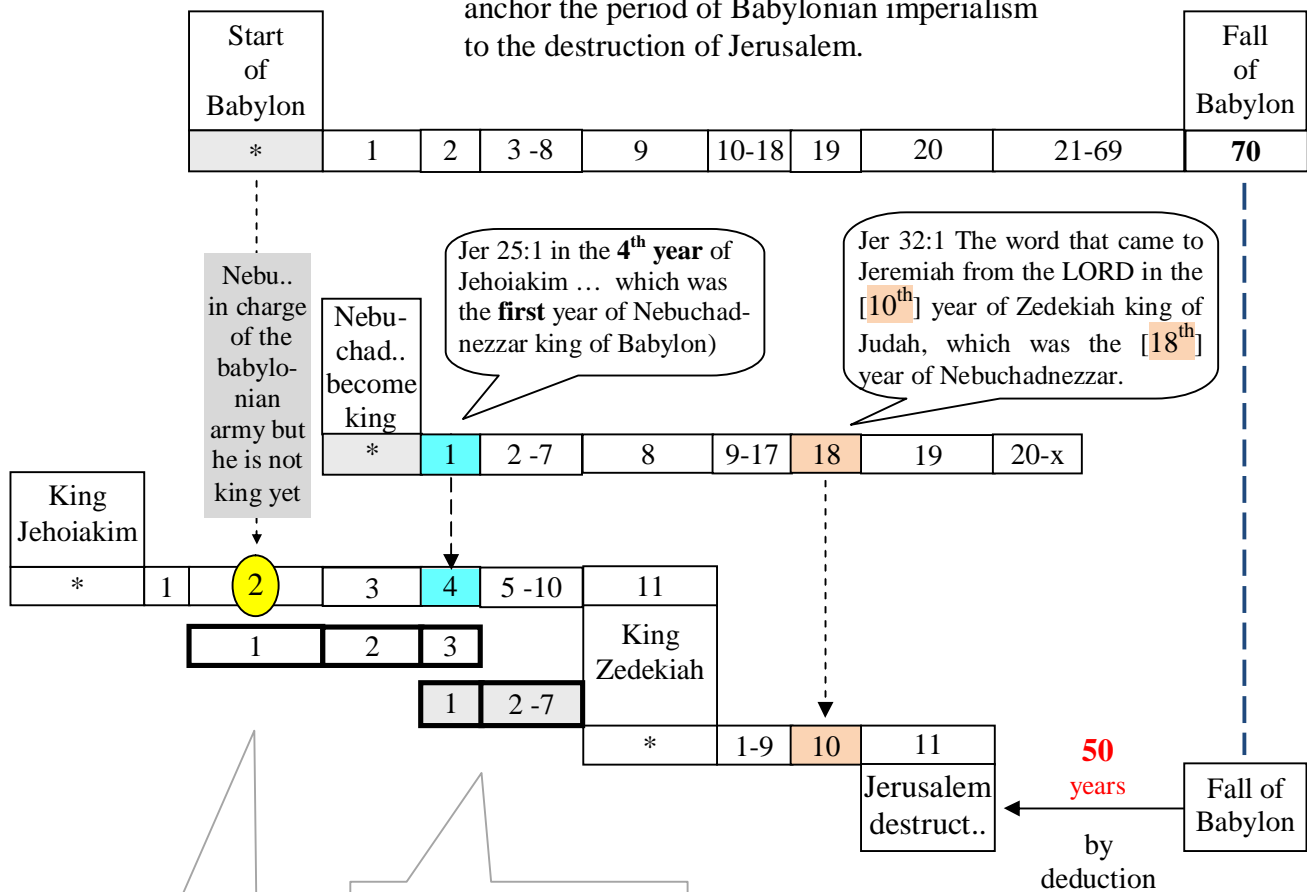 anchor the period of Babylonian imperialism
to the destruction of Jerusalem.
Start
of
Babylon
Fall
of
Babylon
* 1 2 3 -8 9 10-18 19 20 21-69 70
Nebu..
in charge
of the
babylo-
nian
army but
he is not
king yet
Nebu-
chad..
become
king
Jer 25:1 in the 4th year of
Jehoiakim … which was
the first year of Nebuchad-
nezzar king of Babylon)
Jer 32:1 The word that came to
Jeremiah from the LORD in the
[10th] year of Zedekiah king of
Judah, which was the [18th]
year of Nebuchadnezzar.
* 1 2 -7 8 9-17 18 19 20-x
King
Jehoiakim
* 1 2 3 4 5 -10 11
1 2 3
King
Zedekiah
1 2 -7
* 1-9 10 11
Jerusalem
destruct..
50
years
by
deduction
Fall of
Babylon